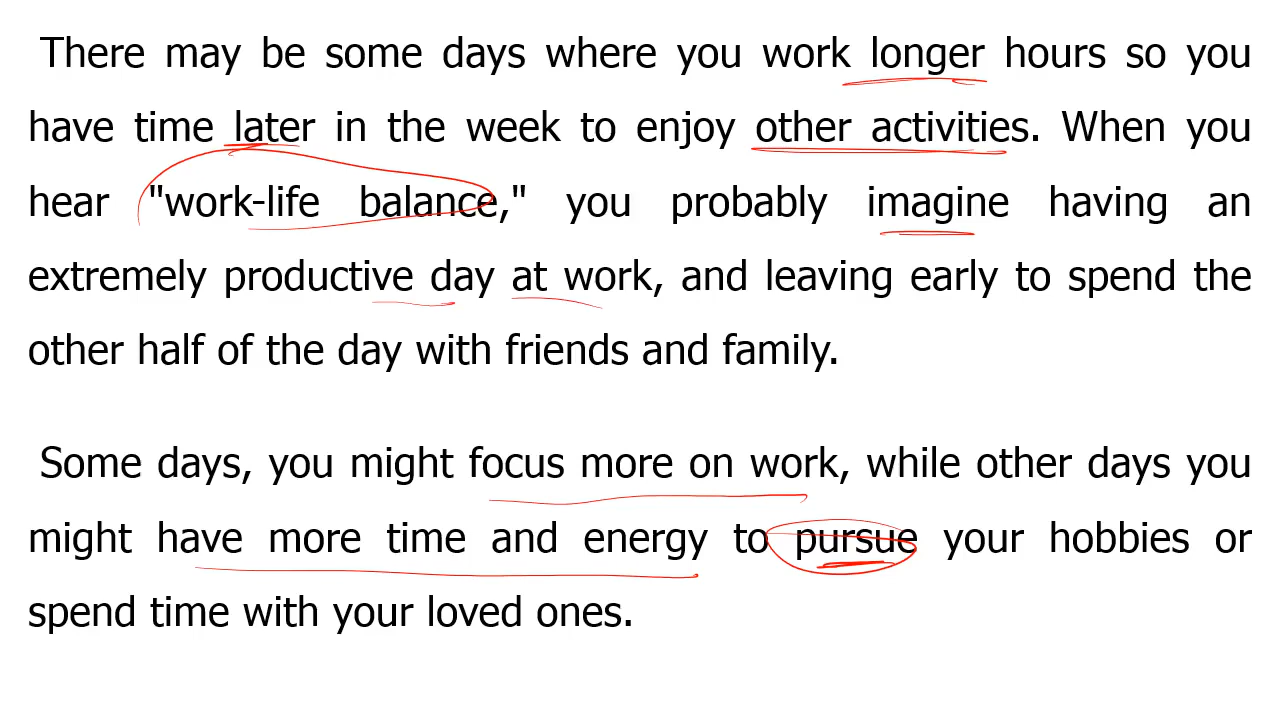 There may be some days where you work longer hours so you
have time later in the week to enjoy other activities. When you
hear "work-life balance," you probably imagine having an
extremely productive day at work, and leaving early to spend the
other half of the day with friends and family.
Some days, you might focus more on work, while other days you
might have more time and energy to pursue your hobbies or
spend time with your loved ones.